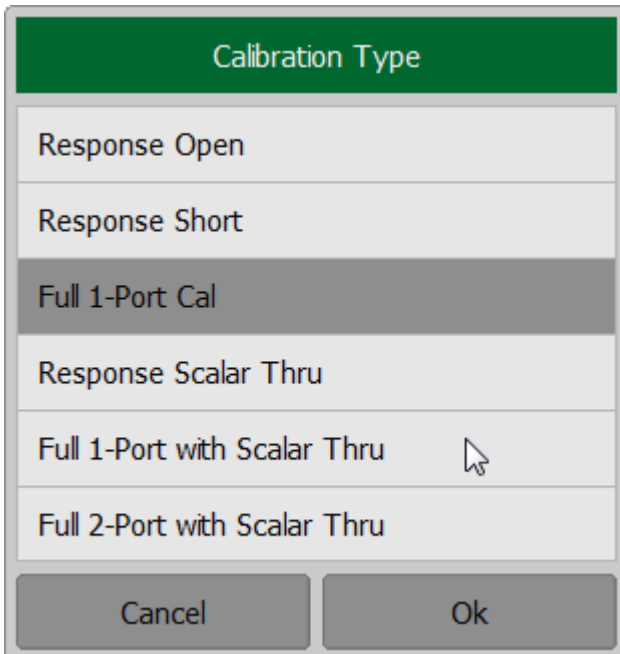 Calibration Type
Response Open
Response Short
Full 1-Port Cal
Response Scalar Thru
Full 1-Port with Scalar Thru
Full 2-Port with Scalar Thru
Cancel
Ok